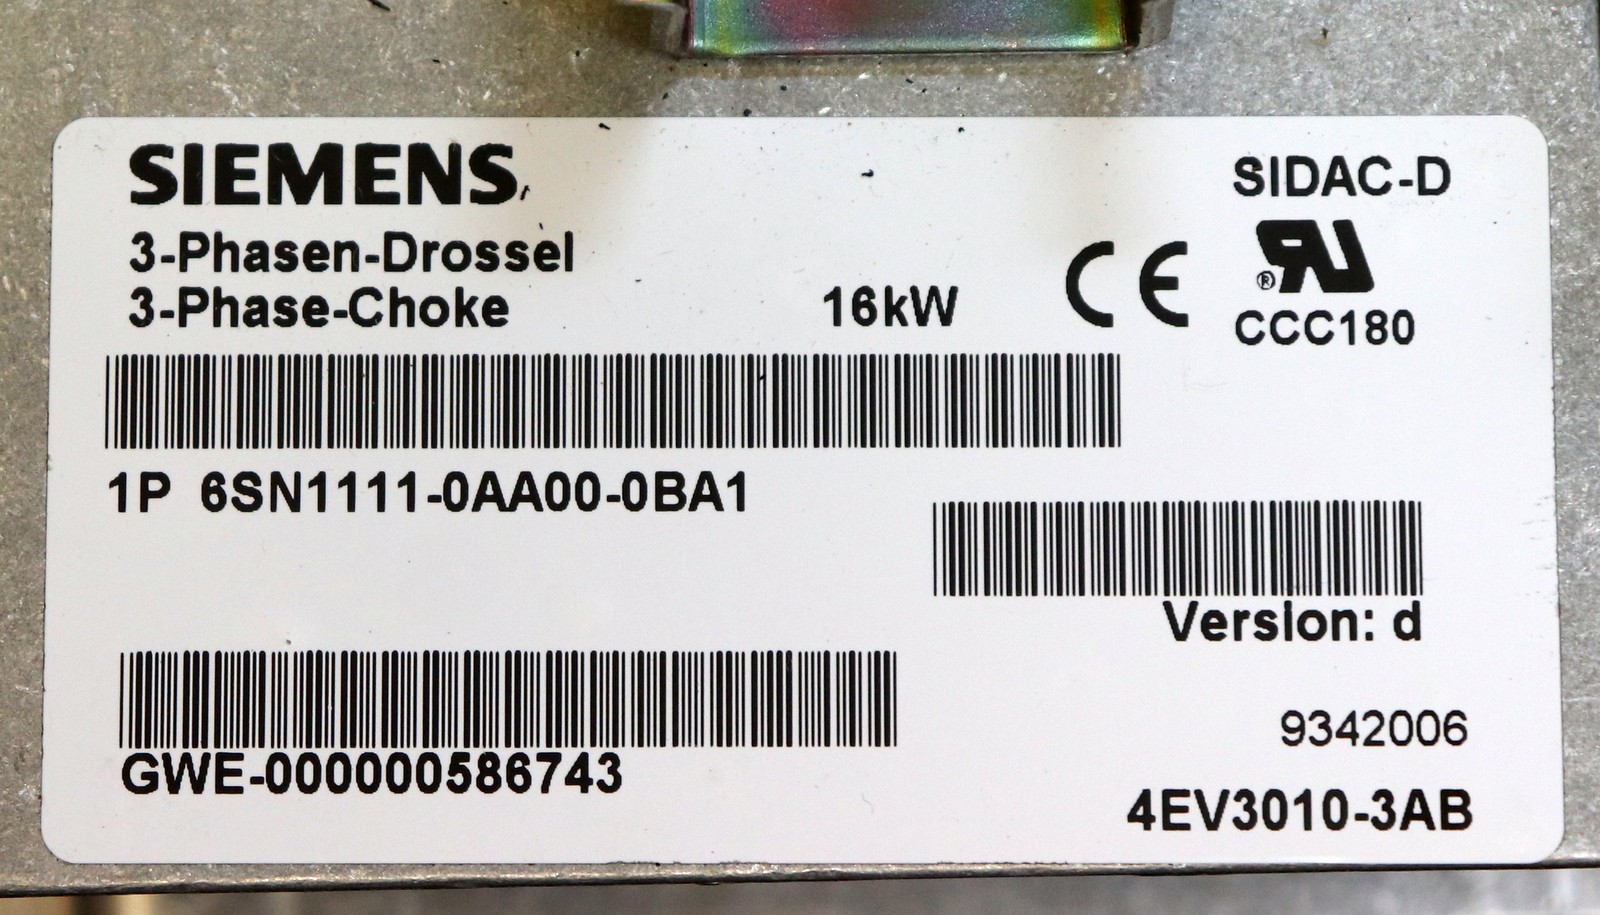 SIEMENS
SIDAC-D
3-Phasen-Drossel
3-Phase-Choke
16kW
CE
®
CCC180
1P 6SN1111-0AA00-0BA1
Version: d
GWE-000000586743
9342006
4EV3010-3AB